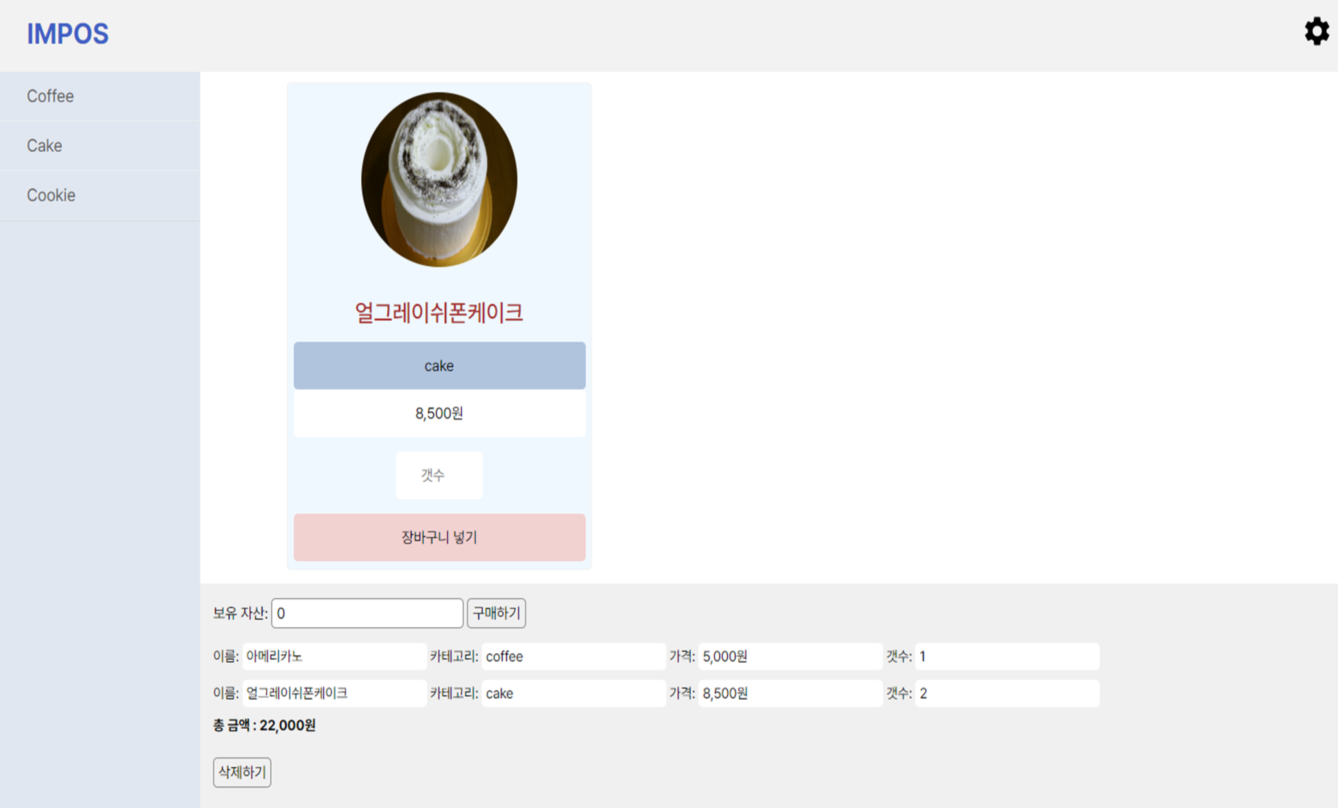 IMPOS
Coffee
Cake
Cookie
얼그레이쉬폰케이크
cake
8,500원
갯수
장바구니 넣기
보유 자산: 0 구매하기
이름: 아메리카노 카테고리: coffee 가격: 5,000원 갯수: 1
이름: 얼그레이쉬폰케이크 카테고리: cake 가격: 8,500원 갯수: 2
총 금액 : 22,000원
삭제하기